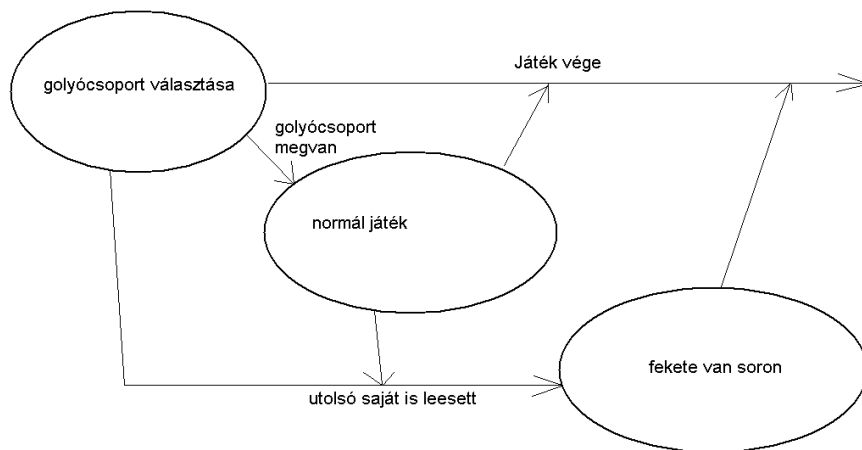 golyócsoport választása
Játék vége
golyócsoport
megvan
normál játék
fekete van soron
utolsó saját is leesett